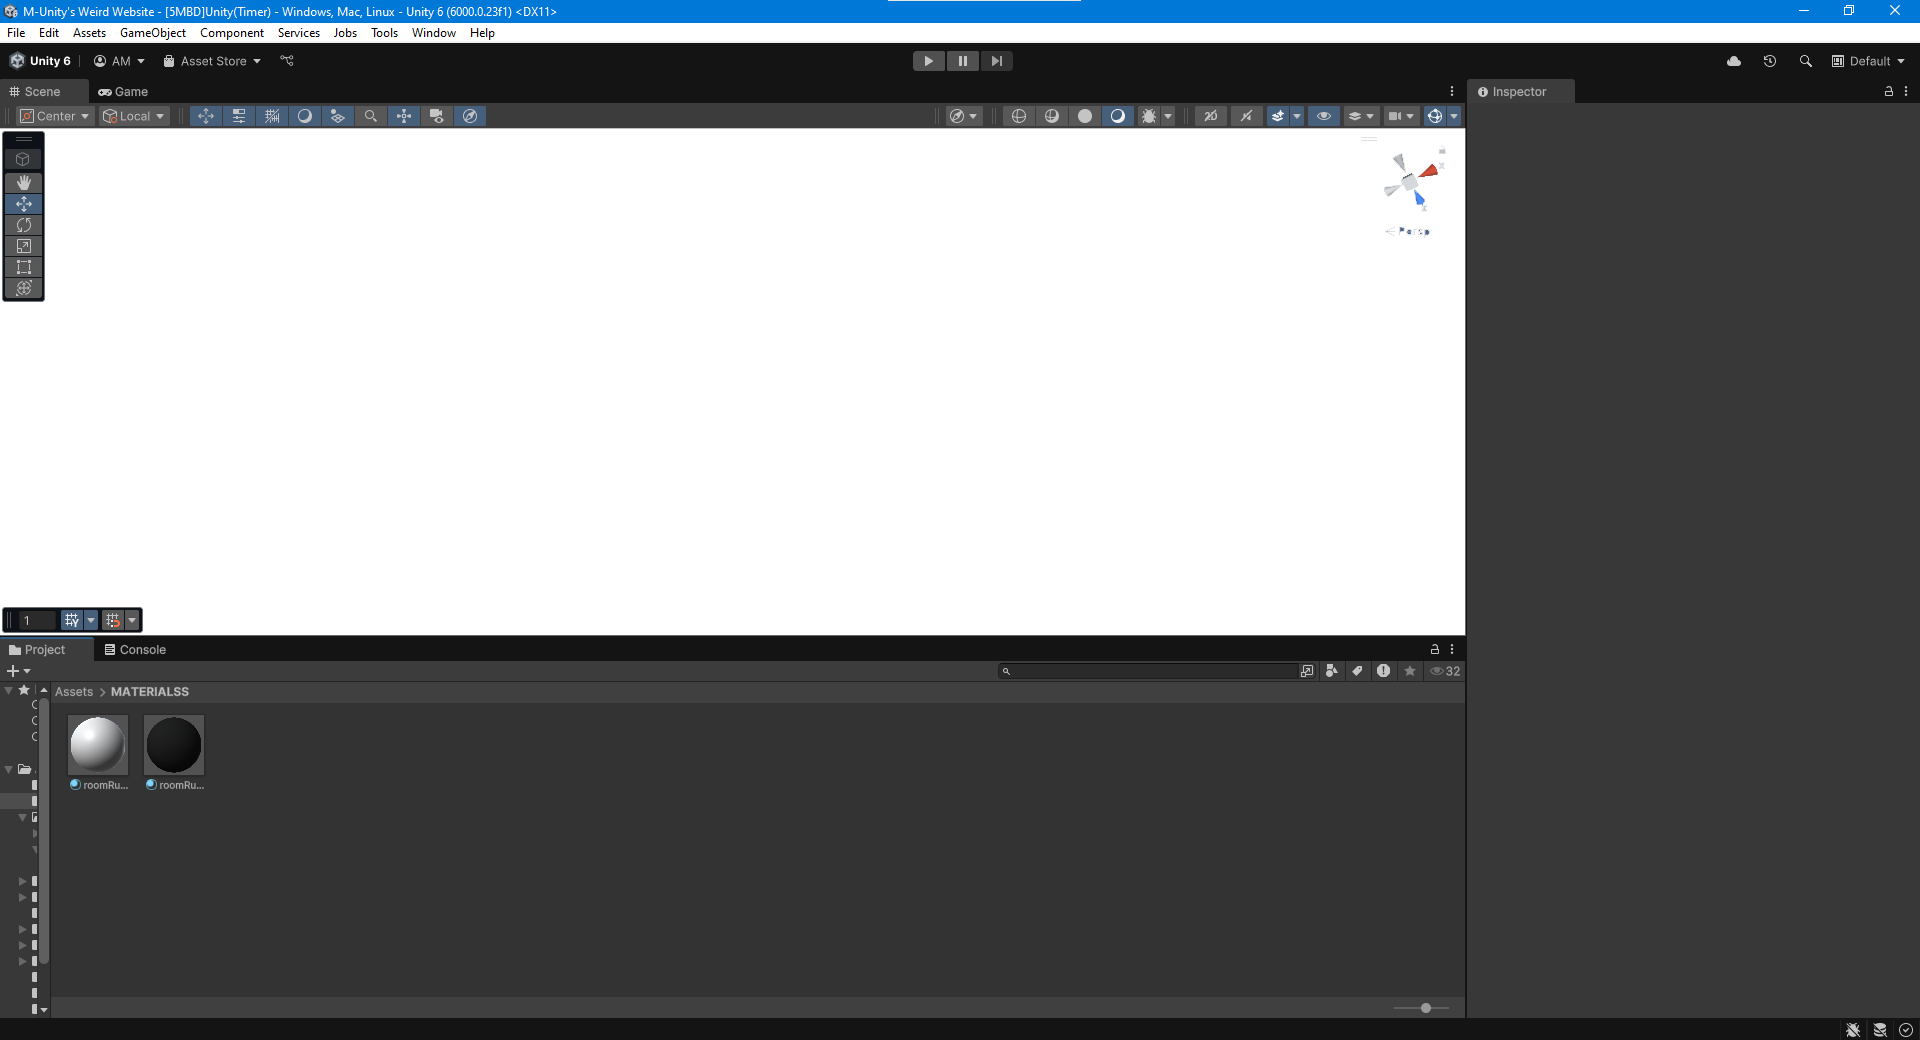 M-Unity's Weird Website - [5MBD]Unity(Timer) - Windows, Mac, Linux - Unity 6 (6000.0.23f1) <DX11>
File Edit Assets GameObject Component Services Jobs Tools Window Help
Unity 6 AM Asset Store Default
Scene Game Inspector
Center Local 2D
Persp
1
Project Console
32
Assets > MATERIALSS
roomRu... roomRu...